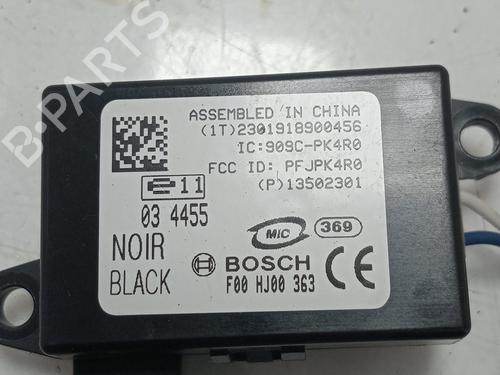 B-PARTS
ASSEMBLED IN CHINA
(1T)2301918900456
IC:909C-PK4R0
FCC ID: PFJPK4R0
(P)13502301
11
03 4455
MIC
369
NOIR
BLACK
BOSCH
F00 HJ00 363
CE